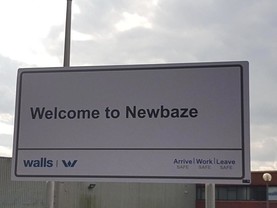 Welcome to Newbaze
walls | W
Arrive | Work | Leave
SAFE SAFE SAFE